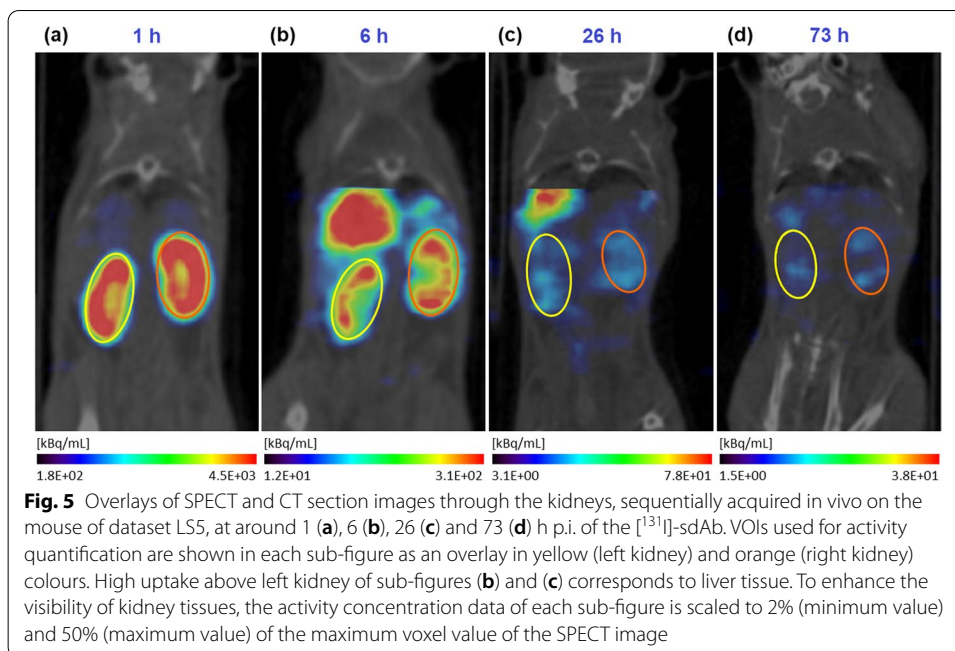 (a) 1 h (b) 6 h (c) 26 h (d) 73 h
[kBq/mL] [kBq/mL] [kBq/mL] [kBq/mL]
1.8E+02 4.5E+03 1.2E+01 3.1E+02 3.1E+00 7.8E+01 1.5E+00 3.8E+01
Fig. 5 Overlays of SPECT and CT section images through the kidneys, sequentially acquired in vivo on the
mouse of dataset LS5, at around 1 (a), 6 (b), 26 (c) and 73 (d) h p.i. of the [¹³¹I]-sdAb. VOIs used for activity
quantification are shown in each sub-figure as an overlay in yellow (left kidney) and orange (right kidney)
colours. High uptake above left kidney of sub-figures (b) and (c) corresponds to liver tissue. To enhance the
visibility of kidney tissues, the activity concentration data of each sub-figure is scaled to 2% (minimum value)
and 50% (maximum value) of the maximum voxel value of the SPECT image